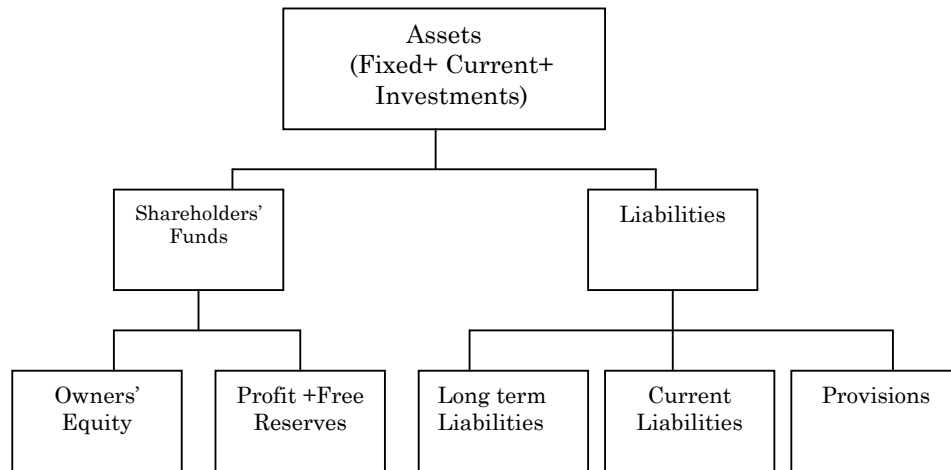 Assets
(Fixed+ Current+
Investments)
Shareholders’
Funds
Liabilities
Owners’
Equity
Profit +Free
Reserves
Long term
Liabilities
Current
Liabilities
Provisions